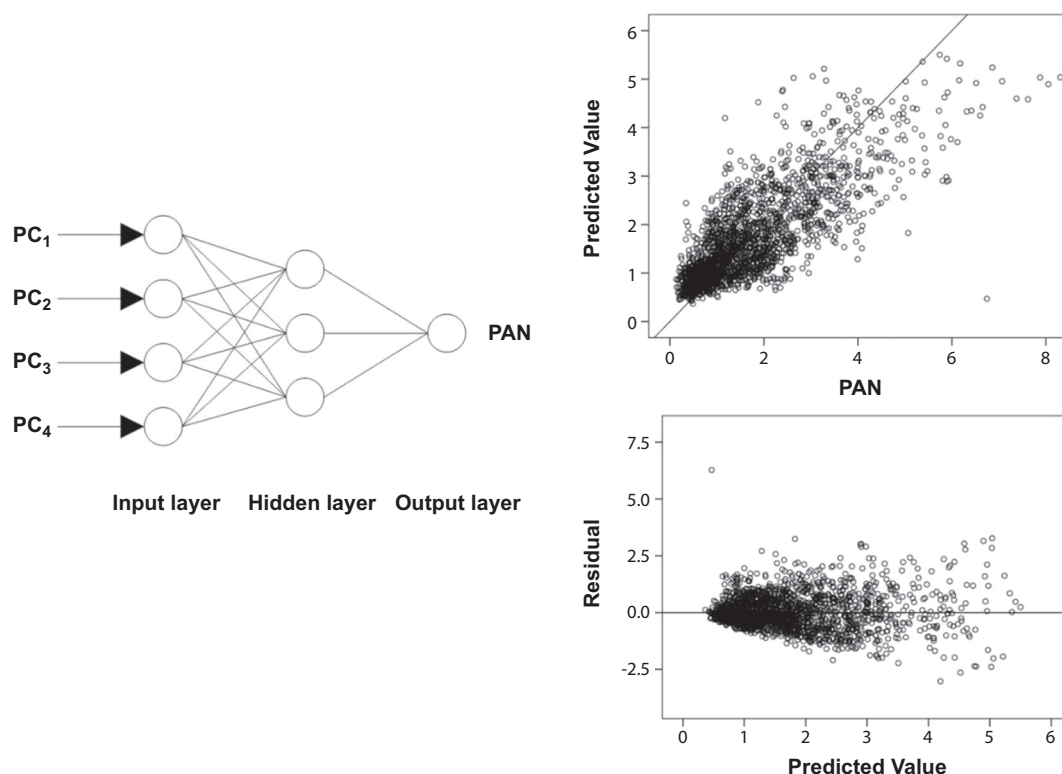 PC1
PC2
PC3
PC4
PAN
Input layer Hidden layer Output layer
Predicted Value
6
5
4
3
2
1
0
0 2 4 6 8
PAN
Residual
7.5
5.0
2.5
0.0
-2.5
0 1 2 3 4 5 6
Predicted Value